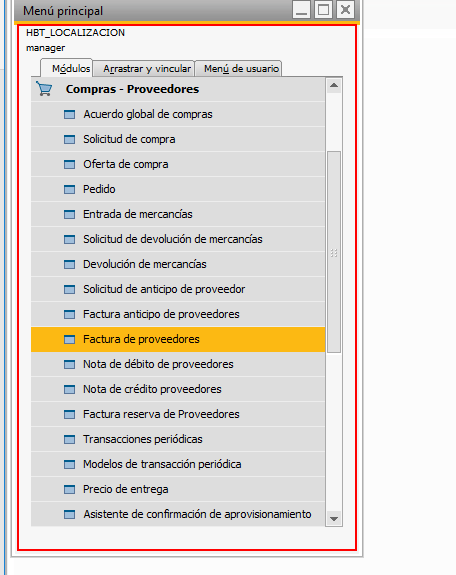 Menú principal
HBT_LOCALIZACION
manager
Módulos
Arrastrar y vincular
Menú de usuario
Compras - Proveedores
Acuerdo global de compras
Solicitud de compra
Oferta de compra
Pedido
Entrada de mercancías
Solicitud de devolución de mercancías
Devolución de mercancías
Solicitud de anticipo de proveedor
Factura anticipo de proveedores
Factura de proveedores
Nota de débito de proveedores
Nota de crédito proveedores
Factura reserva de Proveedores
Transacciones periódicas
Modelos de transacción periódica
Precio de entrega
Asistente de confirmación de aprovisionamiento